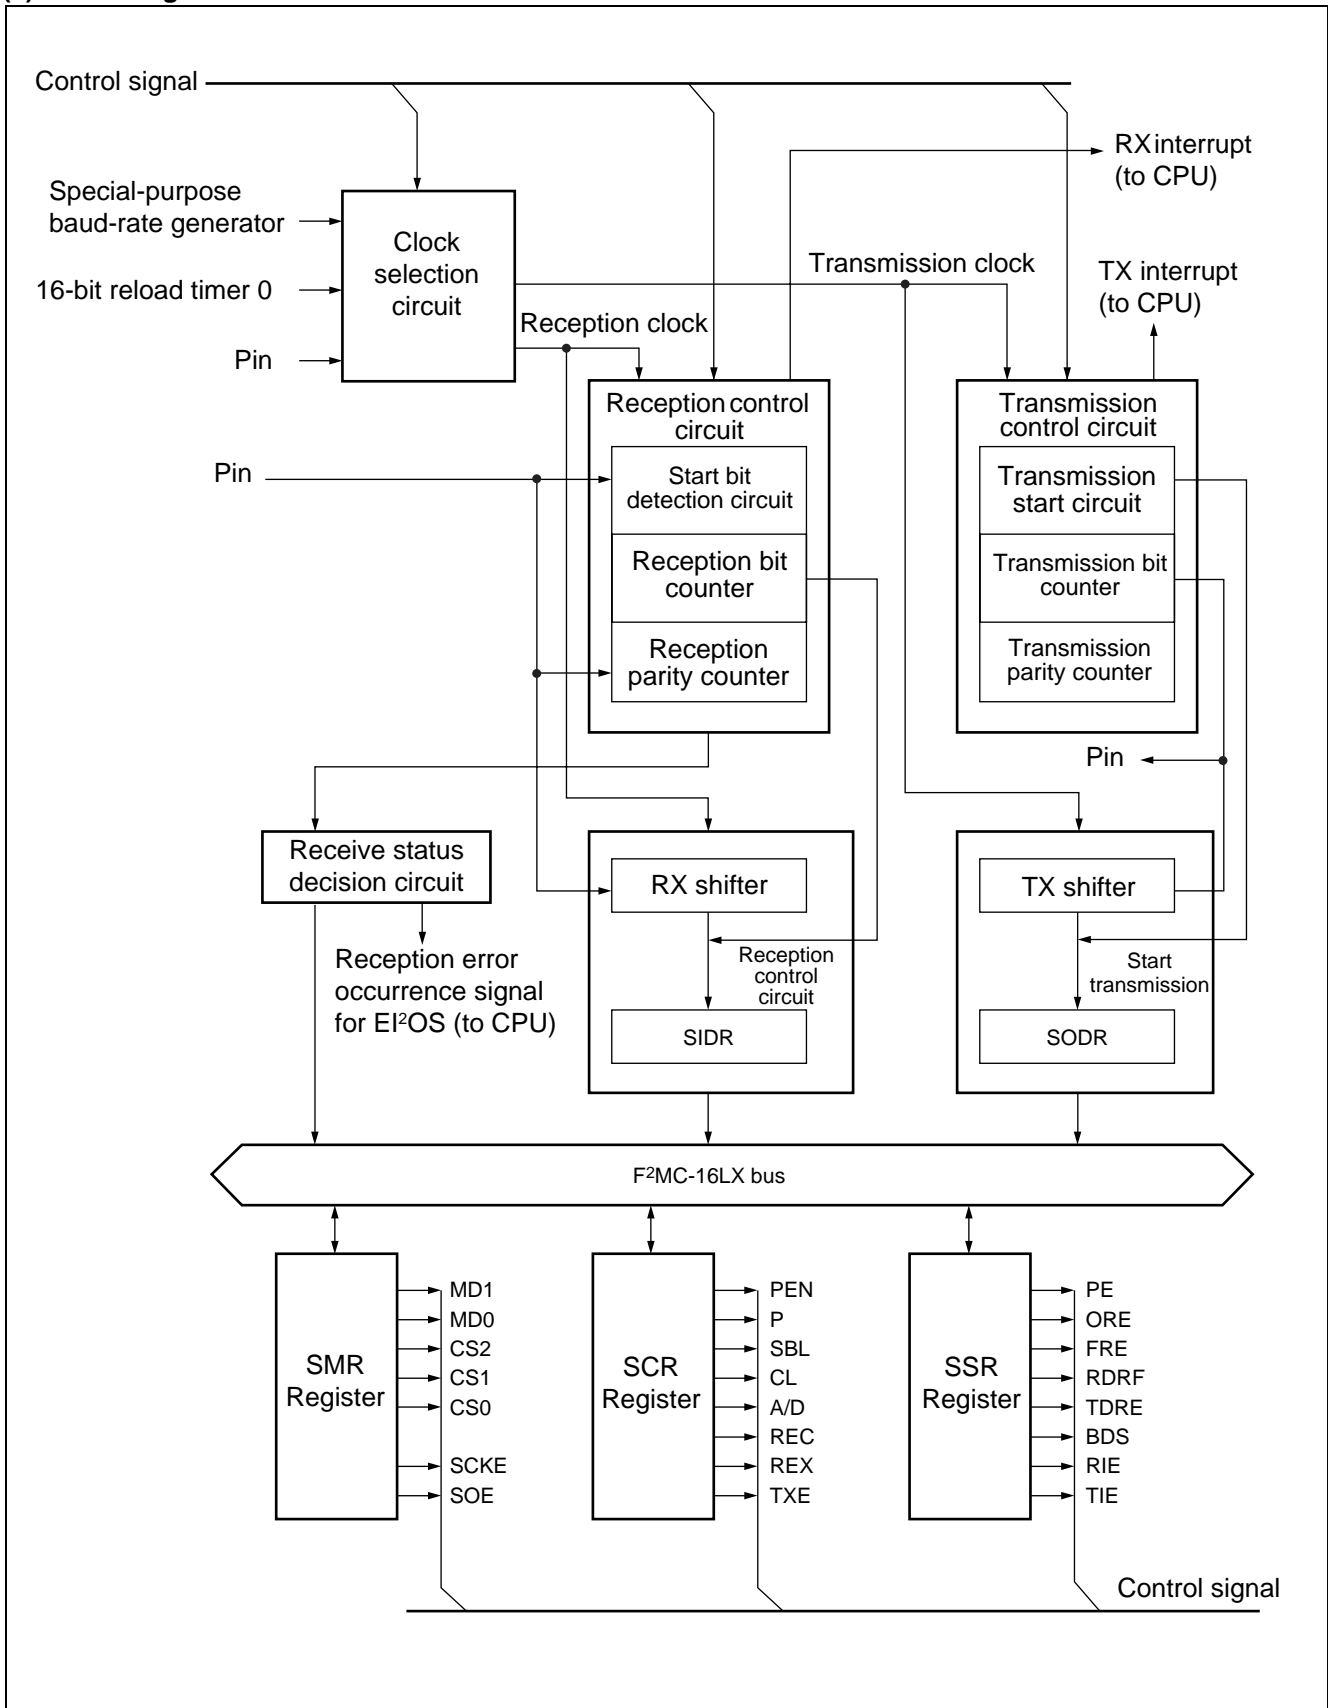 Control signal
RX interrupt
(to CPU)
Special-purpose
baud-rate generator
Clock
selection
circuit
Transmission clock
TX interrupt
(to CPU)
16-bit reload timer 0
Reception clock
Pin
Reception control
circuit
Transmission
control circuit
Pin
Start bit
detection circuit
Transmission
start circuit
Reception bit
counter
Transmission bit
counter
Reception
parity counter
Transmission
parity counter
Pin
Receive status
decision circuit
RX shifter
TX shifter
Reception error
occurrence signal
for EI²OS (to CPU)
Reception
control
circuit
Start
transmission
SIDR
SODR
F²MC-16LX bus
SMR
Register
MD1
MD0
CS2
CS1
CS0
SCKE
SOE
SCR
Register
PEN
P
SBL
CL
A/D
REC
REX
TXE
SSR
Register
PE
ORE
FRE
RDRF
TDRE
BDS
RIE
TIE
Control signal